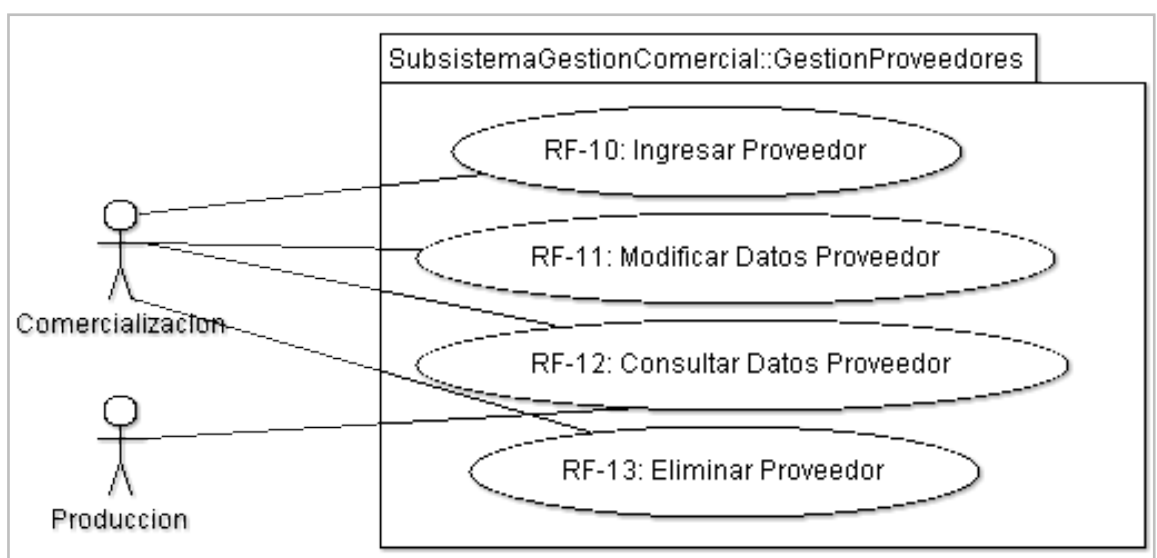 SubsistemaGestionComercial::GestionProveedores
RF-10: Ingresar Proveedor
RF-11: Modificar Datos Proveedor
Comercializacion
RF-12: Consultar Datos Proveedor
RF-13: Eliminar Proveedor
Produccion